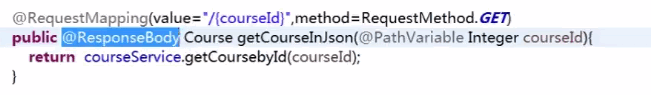 @RequestMapping(value="/{courseId}",method=RequestMethod.GET)
public @ResponseBody Course getCourseInJson(@PathVariable Integer courseId){
return courseService.getCoursebyId(courseId);
}